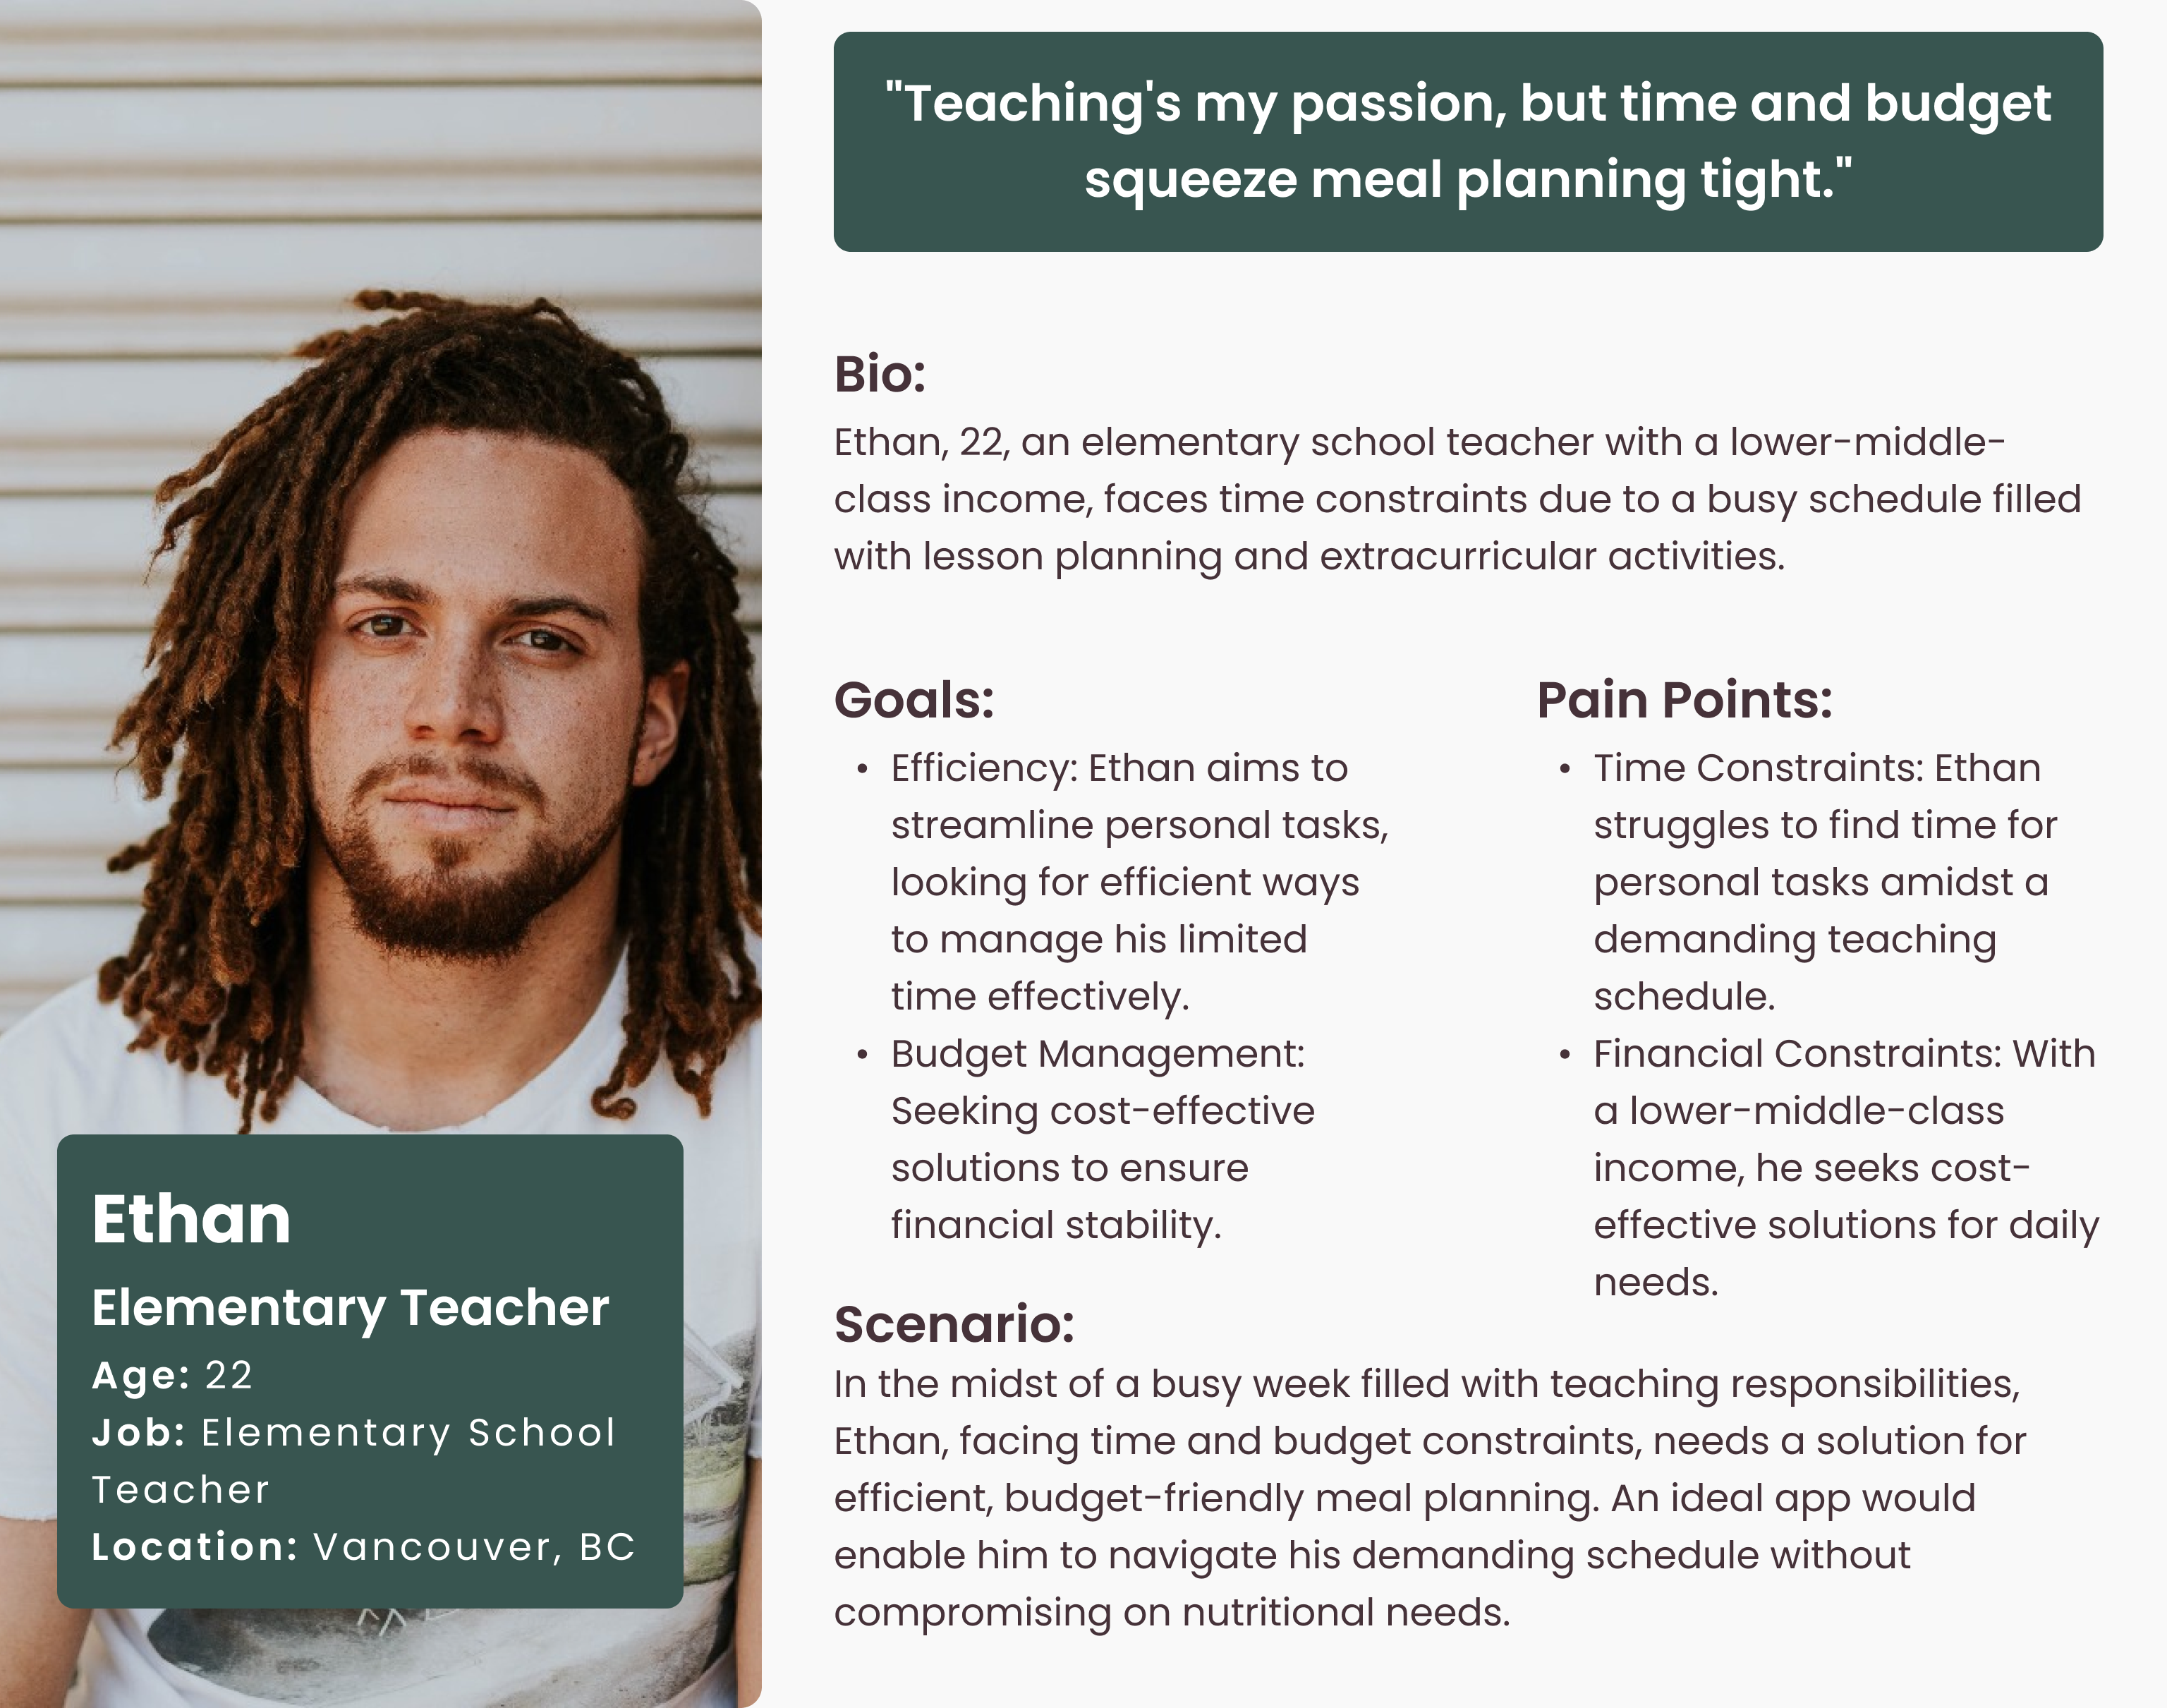 "Teaching's my passion, but time and budget
squeeze meal planning tight."
Bio:
Ethan, 22, an elementary school teacher with a lower-middle-
class income, faces time constraints due to a busy schedule filled
with lesson planning and extracurricular activities.
Goals:
• Efficiency: Ethan aims to
streamline personal tasks,
looking for efficient ways
to manage his limited
time effectively.
• Budget Management:
Seeking cost-effective
solutions to ensure
financial stability.
Pain Points:
• Time Constraints: Ethan
struggles to find time for
personal tasks amidst a
demanding teaching
schedule.
• Financial Constraints: With
a lower-middle-class
income, he seeks cost-
effective solutions for daily
needs.
Scenario:
In the midst of a busy week filled with teaching responsibilities,
Ethan, facing time and budget constraints, needs a solution for
efficient, budget-friendly meal planning. An ideal app would
enable him to navigate his demanding schedule without
compromising on nutritional needs.
Ethan
Elementary Teacher
Age: 22
Job: Elementary School
Teacher
Location: Vancouver, BC